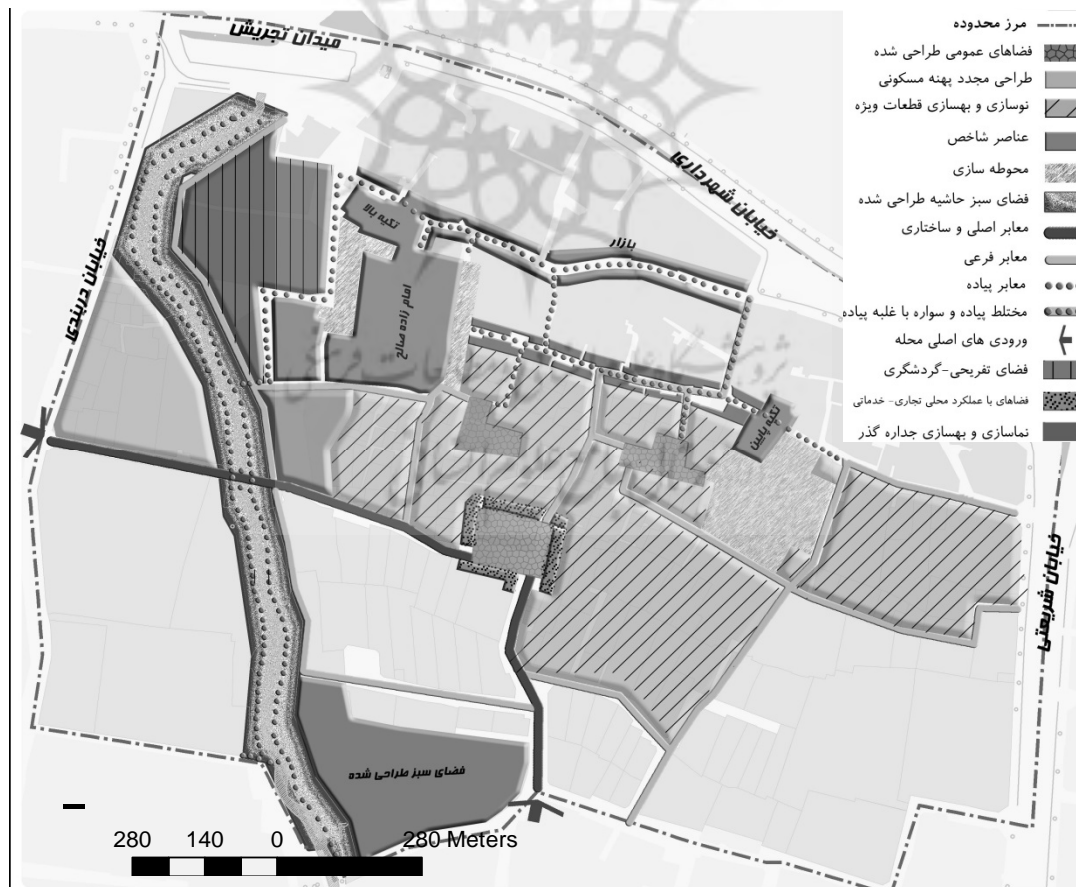 میدان تجریش
خیابان شهرداری
خیابان دربندی
خیابان شریعتی
تکیه بالا
بازار
امام زاده صالح
تکیه پایین
فضای سبز طراحی شده
مرز محدوده
فضاهای عمومی طراحی شده
طراحی مجدد پهنه مسکونی
نوسازی و بهسازی قطعات ویژه
عناصر شاخص
محوطه سازی
فضای سبز حاشیه طراحی شده
معابر اصلی و ساختاری
معابر فرعی
معابر پیاده
مختلط پیاده و سواره با غلبه پیاده
ورودی های اصلی محله
فضای تفریحی-گردشگری
فضاهای با عملکرد محلی تجاری- خدماتی
نماسازی و بهسازی جداره گذر
280 140 0 280 Meters